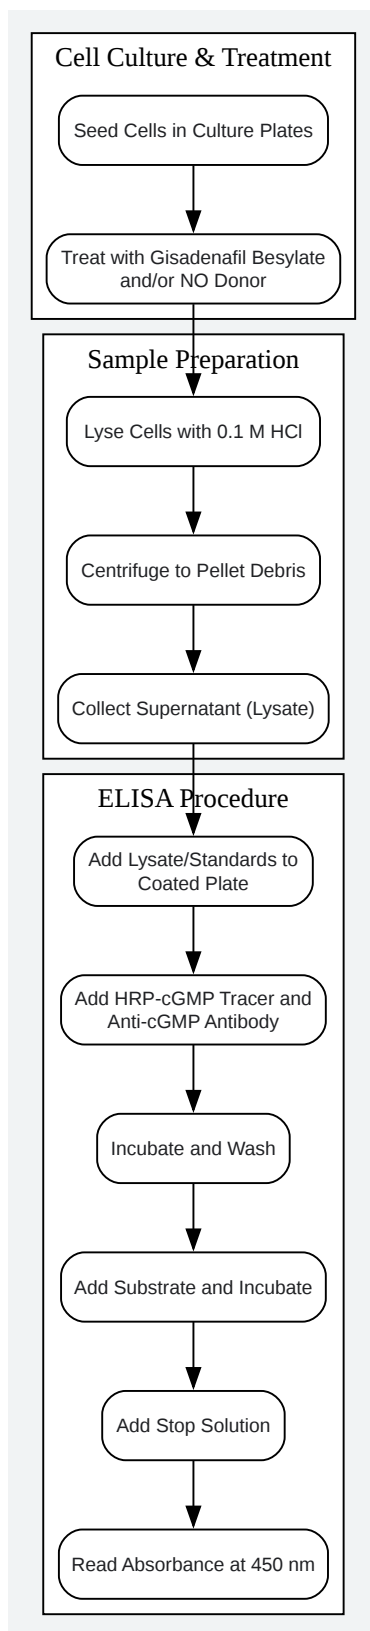 Cell Culture & Treatment
Seed Cells in Culture Plates
Treat with Gisadenafil Besylate
and/or NO Donor
Sample Preparation
Lyse Cells with 0.1 M HCl
Centrifuge to Pellet Debris
Collect Supernatant (Lysate)
ELISA Procedure
Add Lysate/Standards to
Coated Plate
Add HRP-cGMP Tracer and
Anti-cGMP Antibody
Incubate and Wash
Add Substrate and Incubate
Add Stop Solution
Read Absorbance at 450 nm